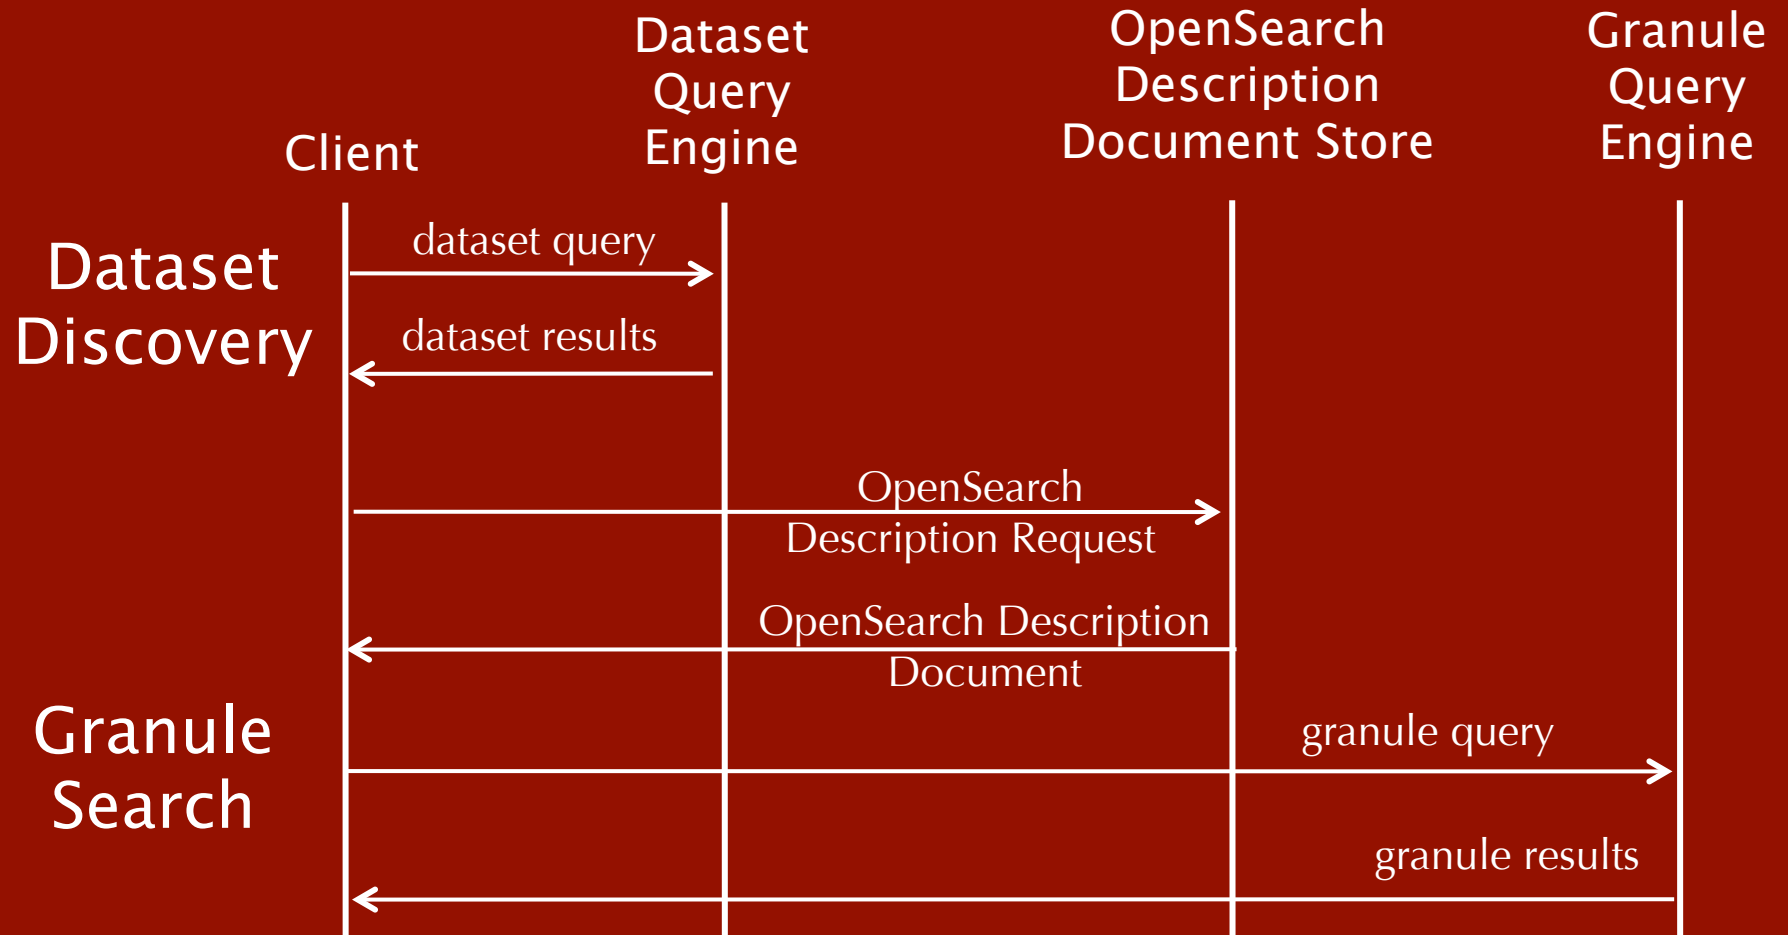 Client
Dataset
Query
Engine
OpenSearch
Description
Document Store
Granule
Query
Engine
Dataset
Discovery
dataset query
dataset results
OpenSearch
Description Request
OpenSearch Description
Document
Granule
Search
granule query
granule results